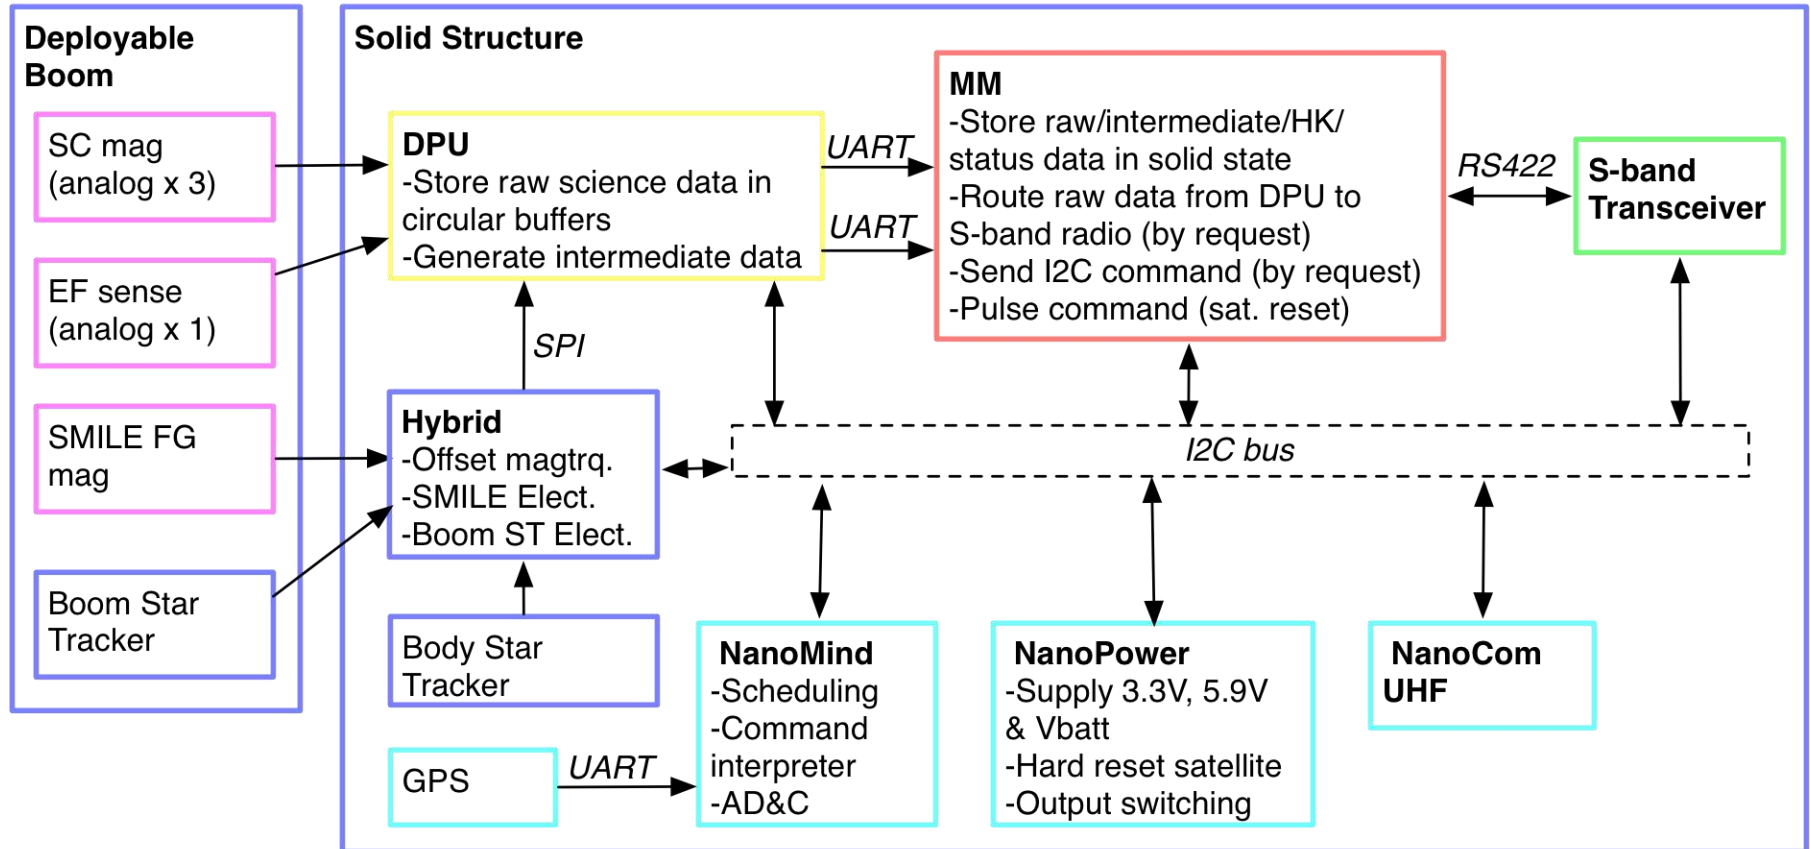 Deployable
Boom
SC mag
(analog x 3)
EF sense
(analog x 1)
SMILE FG
mag
Boom Star
Tracker
Solid Structure
DPU
-Store raw science data in
circular buffers
-Generate intermediate data
UART
UART
MM
-Store raw/intermediate/HK/
status data in solid state
-Route raw data from DPU to
S-band radio (by request)
-Send I2C command (by request)
-Pulse command (sat. reset)
RS422
S-band
Transceiver
SPI
Hybrid
-Offset magtrq.
-SMILE Elect.
-Boom ST Elect.
I2C bus
Body Star
Tracker
GPS
UART
NanoMind
-Scheduling
-Command
interpreter
-AD&C
NanoPower
-Supply 3.3V, 5.9V
& Vbatt
-Hard reset satellite
-Output switching
NanoCom
UHF